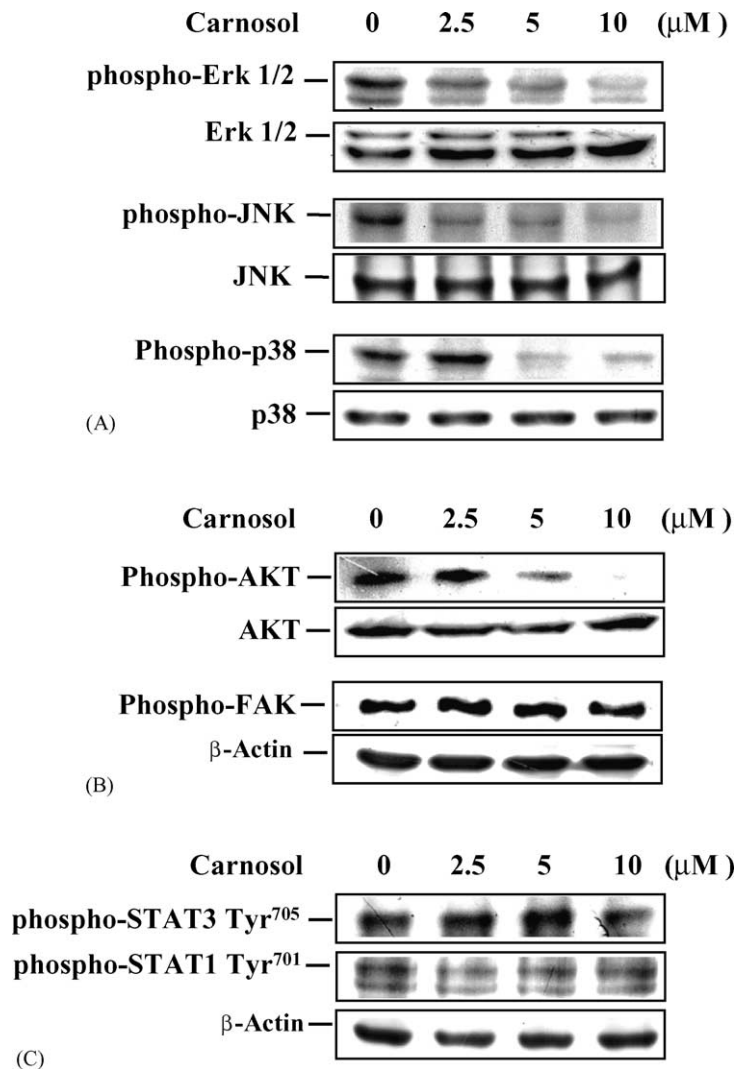 Carnosol 0 2.5 5 10 (µM )
phospho-Erk 1/2
Erk 1/2
phospho-JNK
JNK
Phospho-p38
p38
(A)
Carnosol 0 2.5 5 10 (µM )
Phospho-AKT
AKT
Phospho-FAK
β-Actin
(B)
Carnosol 0 2.5 5 10 (µM )
phospho-STAT3 Tyr⁷⁰⁵
phospho-STAT1 Tyr⁷⁰¹
β-Actin
(C)